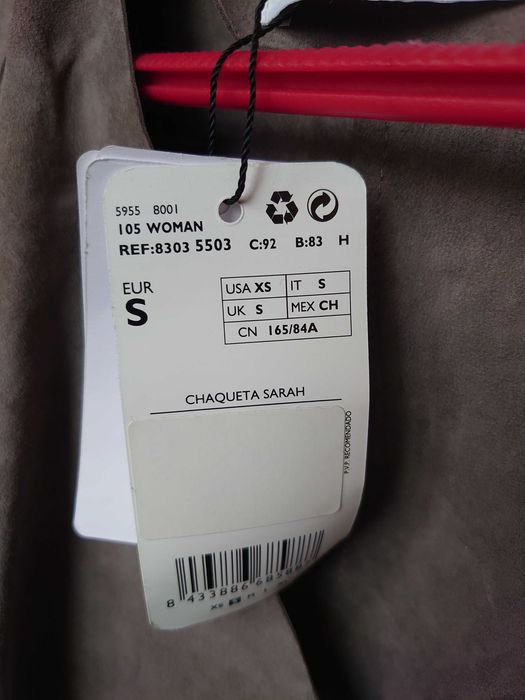 5955 8001
105 WOMAN
REF:8303 5503 C:92 B:83 H
EUR
S
USA XS IT S
UK S MEX CH
CN 165/84A
CHAQUETA SARAH
P.V.P. RECOMENDADO
XS S M